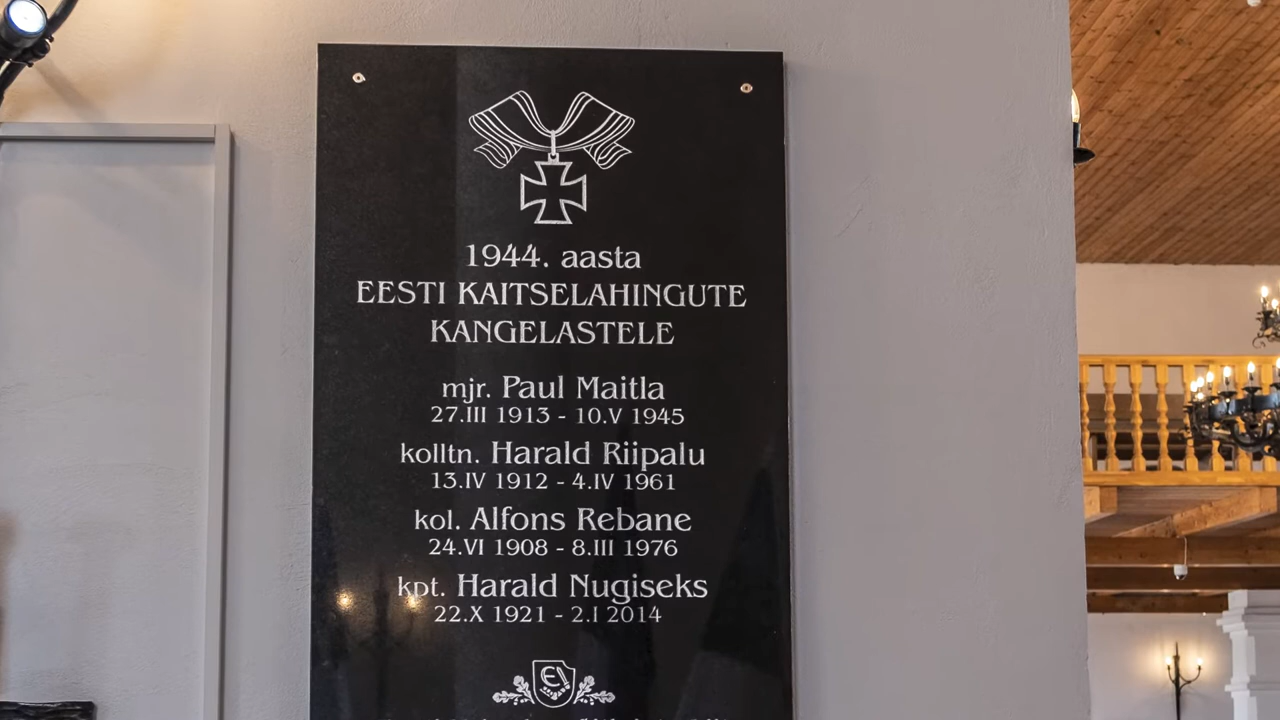 1944. aasta
EESTI KAITSELAHINGUTE
KANGELASTELE
mjr. Paul Maitla
27.III 1913 - 10.V 1945
kolltn. Harald Riipalu
13.IV 1912 - 4.IV 1961
kol. Alfons Rebane
24.VI 1908 - 8.III 1976
kpt. Harald Nugiseks
22.X 1921 - 2.I 2014
E